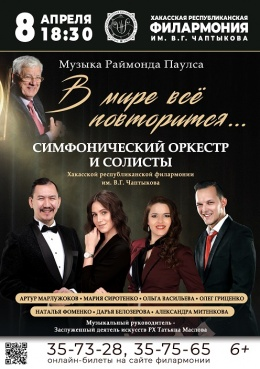 8 АПРЕЛЯ
18:30
ХАКАССКАЯ РЕСПУБЛИКАНСКАЯ
ФИЛАРМОНИЯ
ИМ. В.Г. ЧАПТЫКОВА
Музыка Раймонда Паулса
В мире всё
повторится...
СИМФОНИЧЕСКИЙ ОРКЕСТР
И СОЛИСТЫ
Хакасской республиканской филармонии
им. В.Г. Чаптыкова
АРТУР МАРЛУЖОКОВ • МАРИЯ СИРОТЕНКО • ОЛЬГА ВАСИЛЬЕВА • ОЛЕГ ГРИЦЕНКО
НАТАЛЬЯ ФОМЕНКО • ДАРЬЯ БЕЛОЗЕРОВА • АЛЕКСАНДРА МИТЕНКОВА
Музыкальный руководитель -
Заслуженный деятель искусств РХ Татьяна Маслова
35-73-28, 35-75-65 6+
онлайн-билеты на сайте филармонии